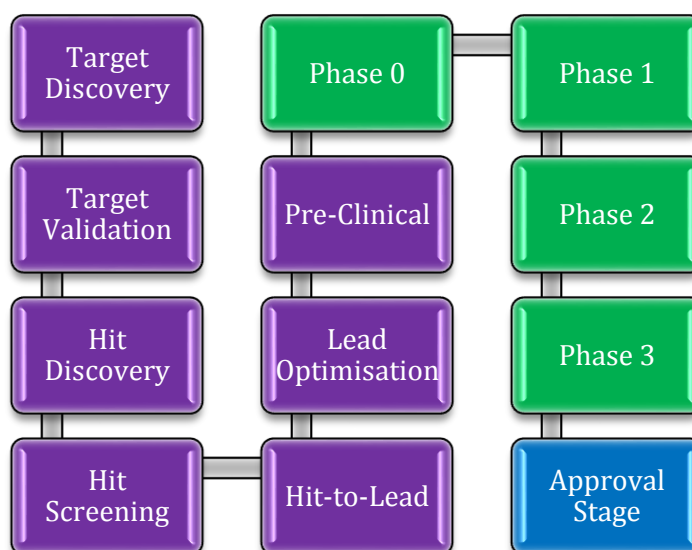 Target
Discovery
Target
Validation
Hit
Discovery
Hit
Screening
Hit-to-Lead
Lead
Optimisation
Pre-Clinical
Phase 0
Phase 1
Phase 2
Phase 3
Approval
Stage